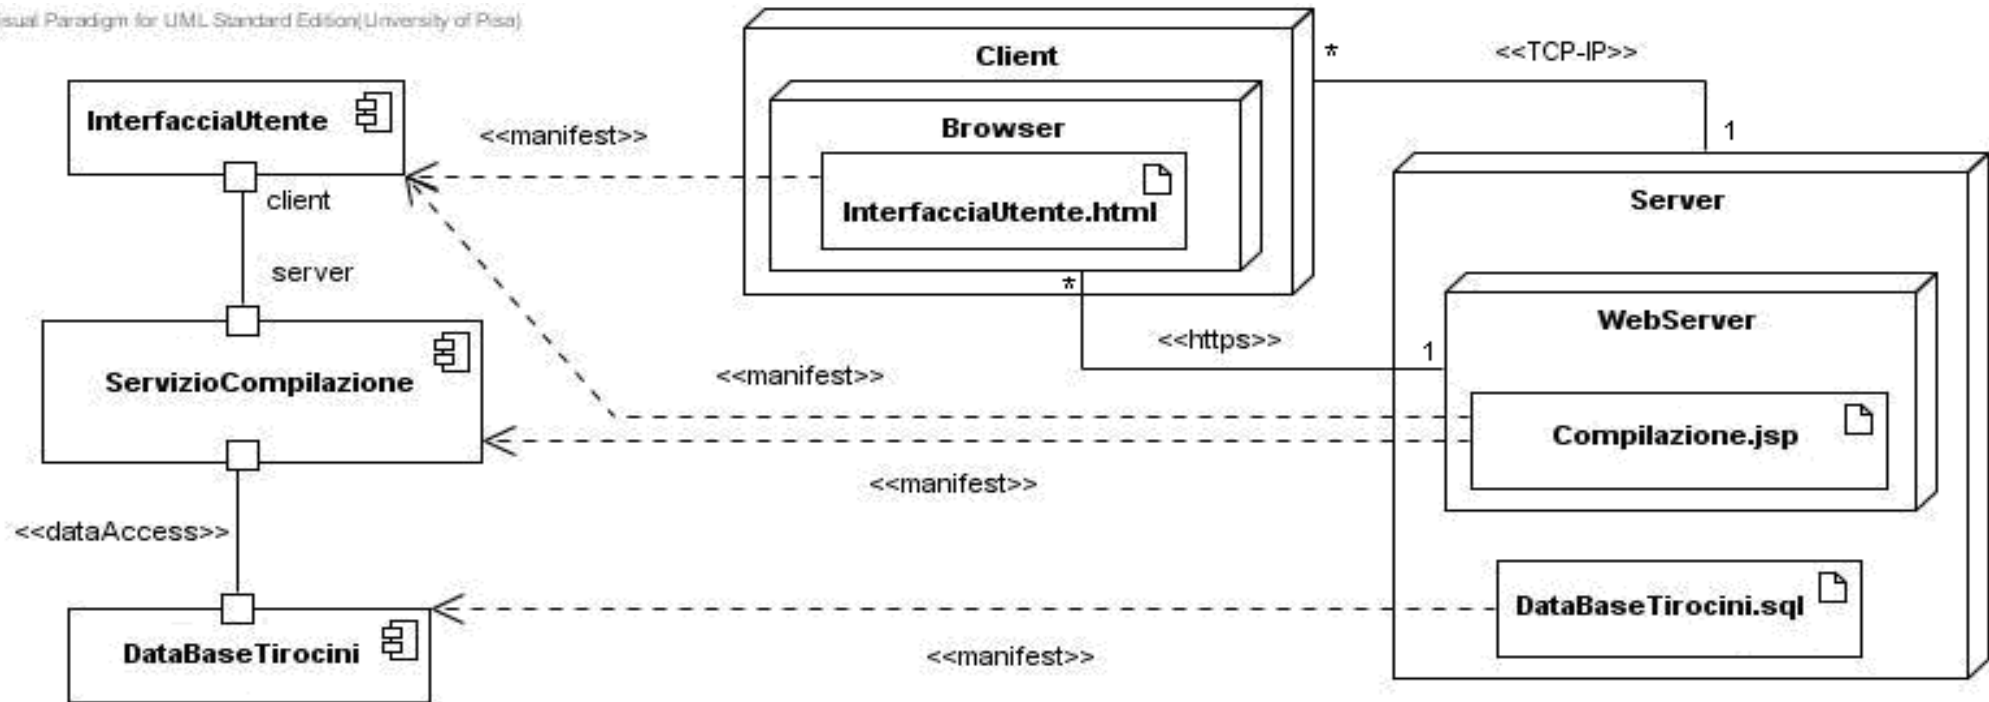 isual Paradigm for UML Standard Edition(University of Pisa)
Client
*
<<TCP-IP>>
InterfacciaUtente
<<manifest>>
Browser
1
client
InterfacciaUtente.html
Server
server
*
<<https>>
1
WebServer
ServizioCompilazione
<<manifest>>
Compilazione.jsp
<<manifest>>
<<dataAccess>>
DataBaseTirocini.sql
DataBaseTirocini
<<manifest>>